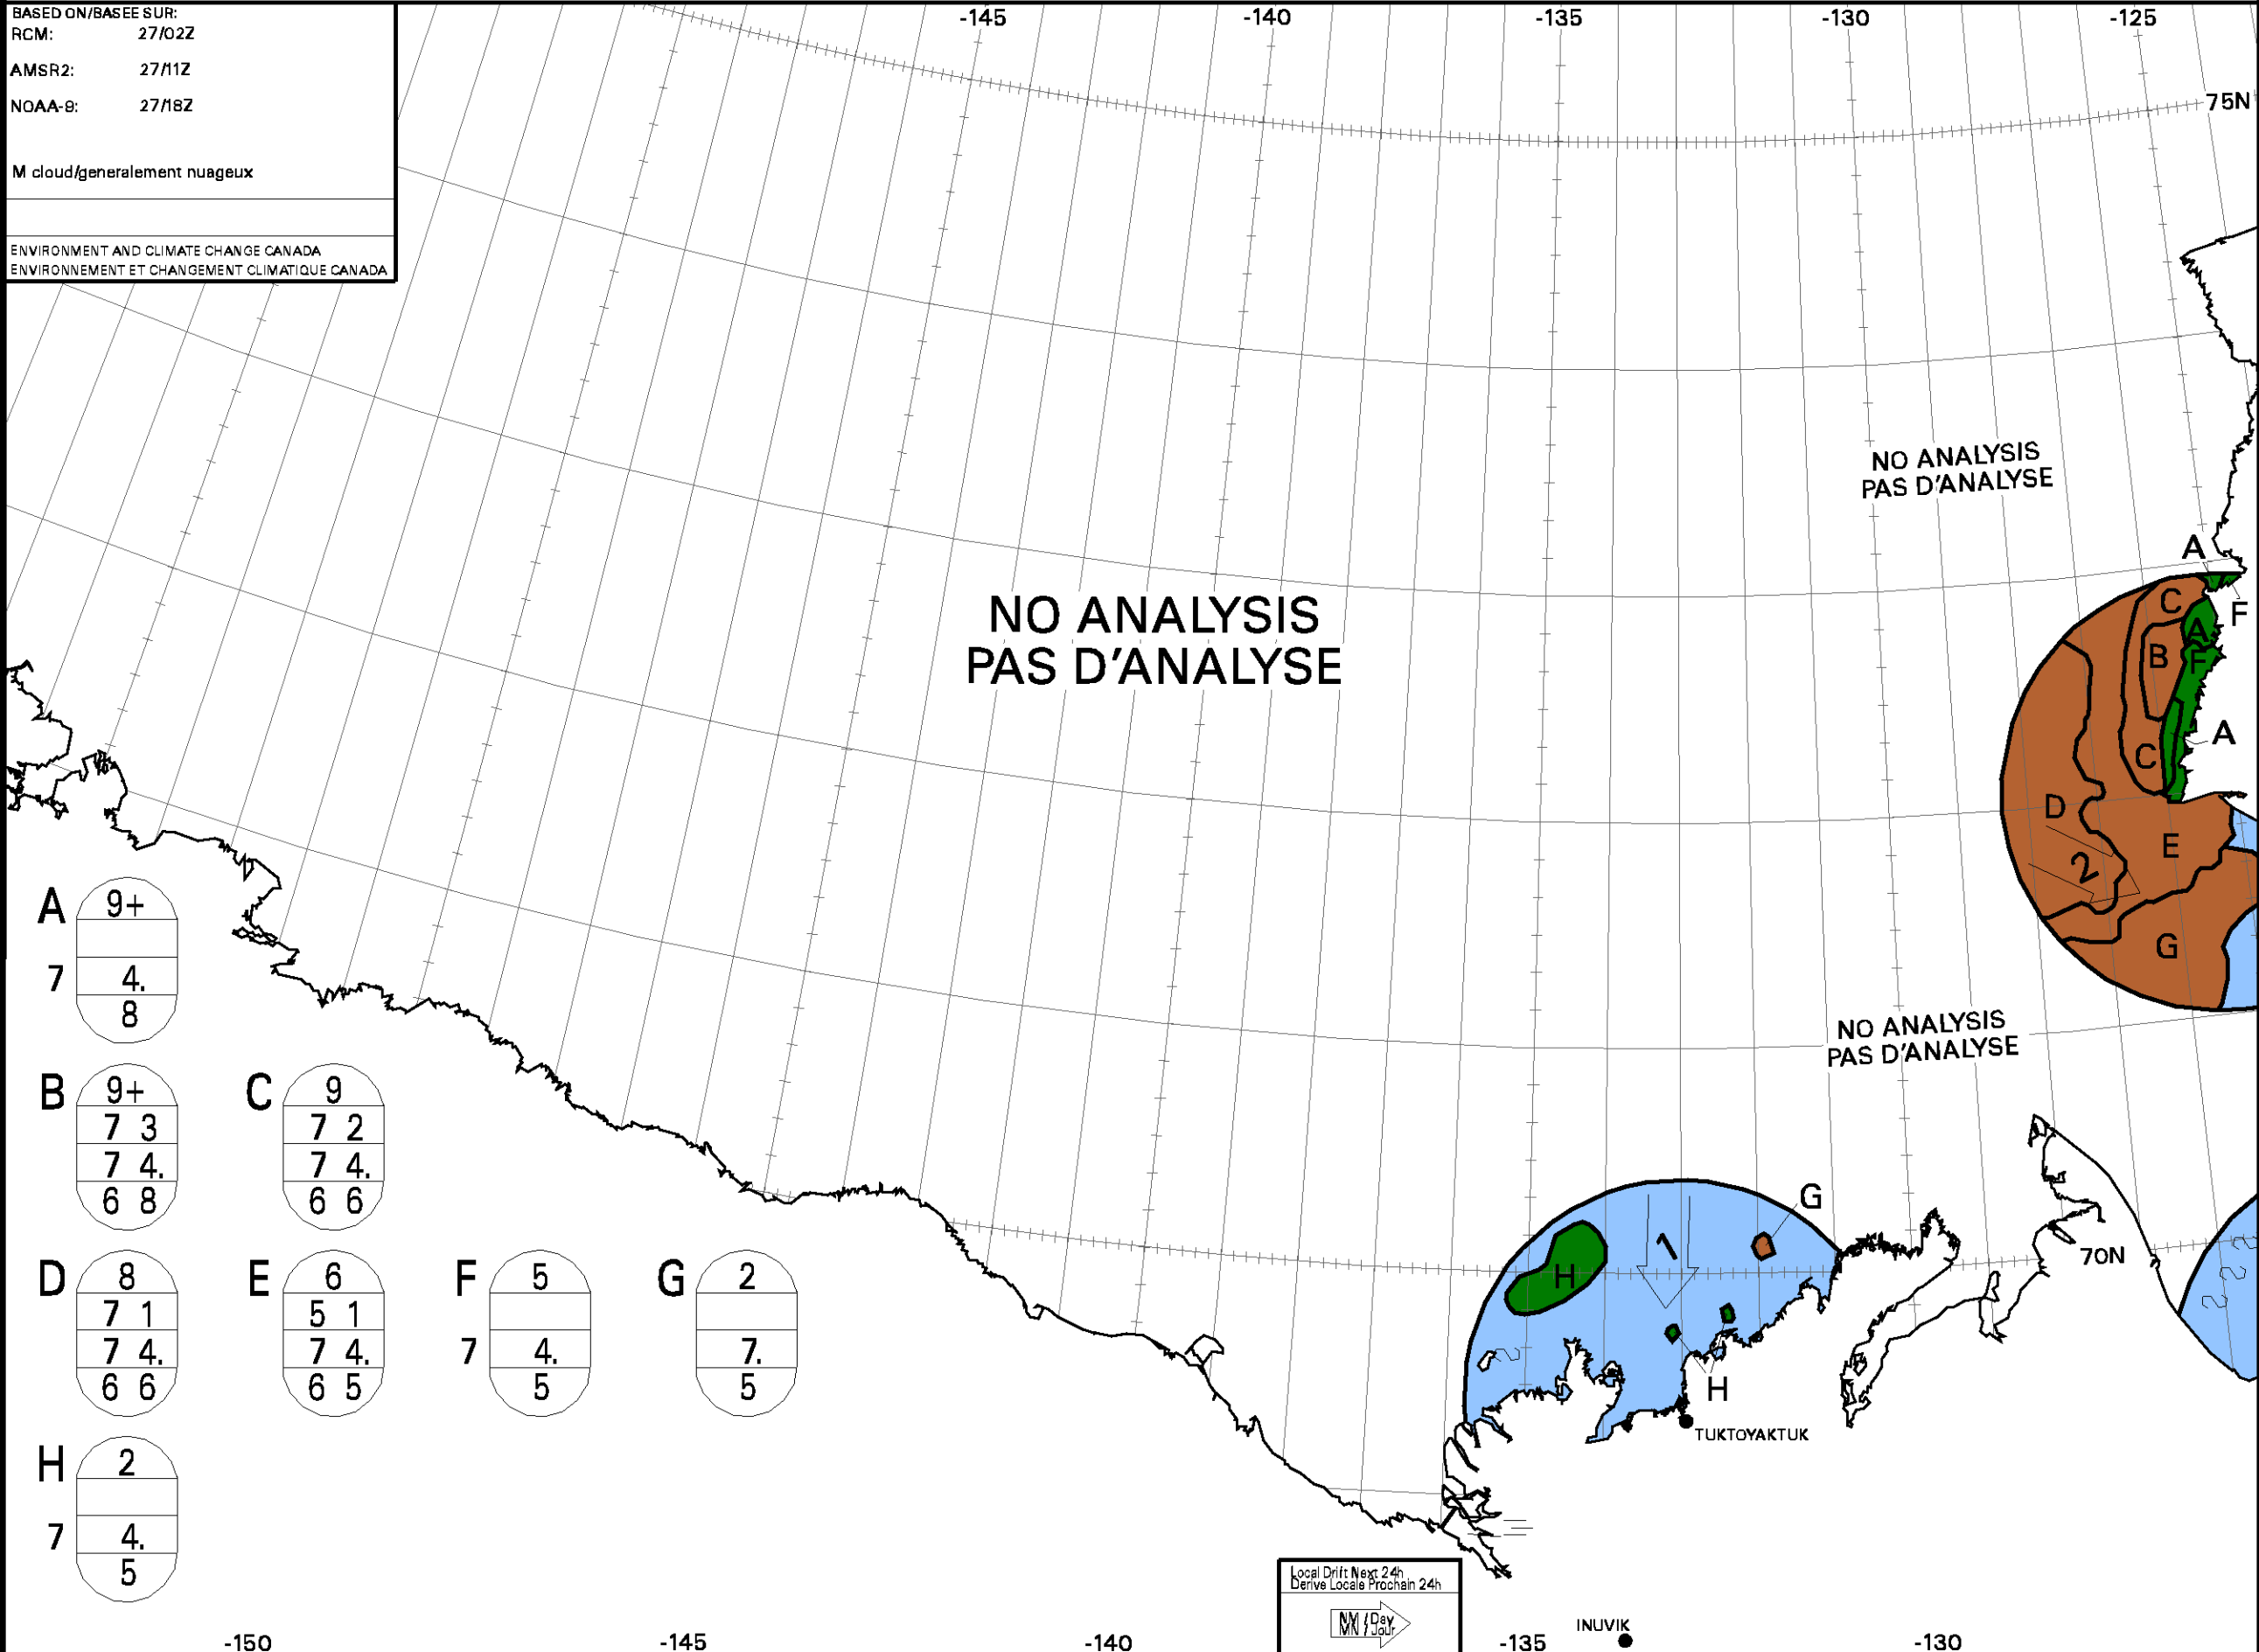 BASED ON/BASEE SUR:
RCM: 27/02Z
AMSR2: 27/11Z
NOAA-9: 27/18Z
M cloud/generalement nuageux
ENVIRONMENT AND CLIMATE CHANGE CANADA
ENVIRONNEMENT ET CHANGEMENT CLIMATIQUE CANADA
-145 -140 -135 -130 -125
75N
NO ANALYSIS
PAS D'ANALYSE
A
C F
A
B F
A
C
D
E
2
G
NO ANALYSIS
PAS D'ANALYSE
NO ANALYSIS
PAS D'ANALYSE
G
1
H
70N
H
TUKTOYAKTUK
A 9+
7 4.
8
B 9+
7 3
7 4.
6 8
C 9
7 2
7 4.
6 6
D 8
7 1
7 4.
6 6
E 6
5 1
7 4.
6 5
F 5
7 4.
5
G 2
7.
5
H 2
7 4.
5
Local Drift Next 24h
Derive Locale Prochain 24h
NM / Day
MN / Jour
INUVIK
-150 -145 -140 -135 -130